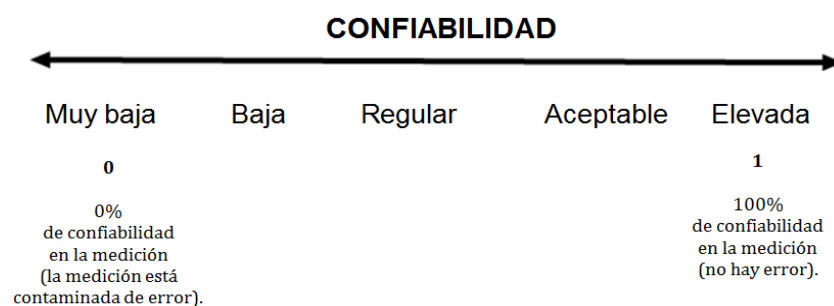 CONFIABILIDAD
Muy baja Baja Regular Aceptable Elevada
0
0%
de confiabilidad
en la medición
(la medición está
contaminada de error).
1
100%
de confiabilidad
en la medición
(no hay error).